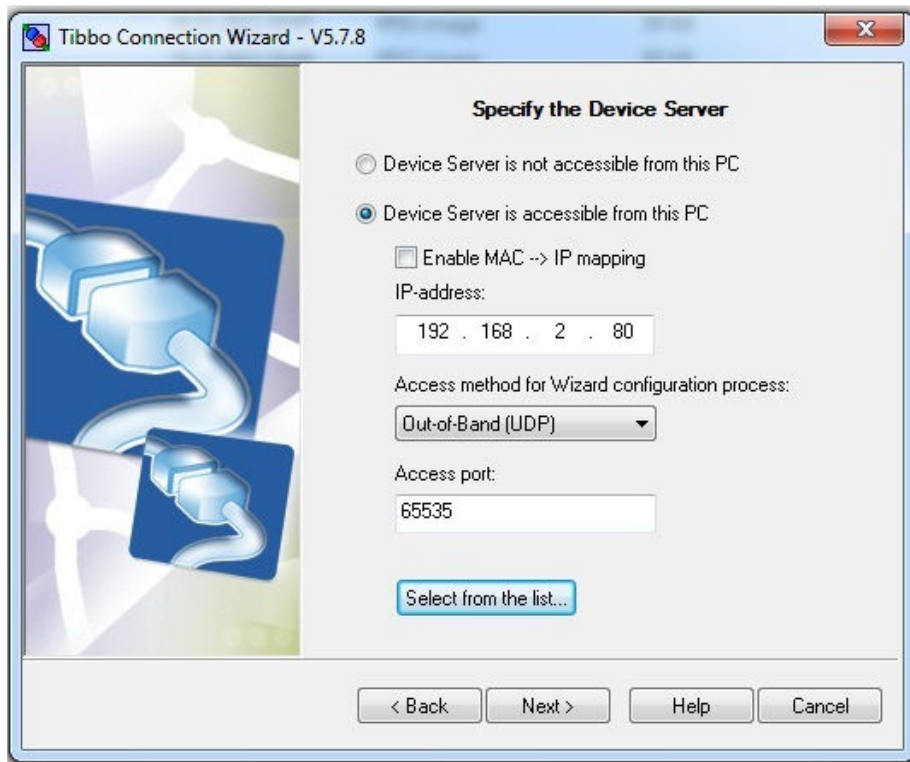 Tibbo Connection Wizard - V5.7.8
Specify the Device Server
Device Server is not accessible from this PC
Device Server is accessible from this PC
Enable MAC --> IP mapping
IP-address:
192 . 168 . 2 . 80
Access method for Wizard configuration process:
Out-of-Band (UDP)
Access port:
65535
Select from the list...
< Back Next > Help Cancel